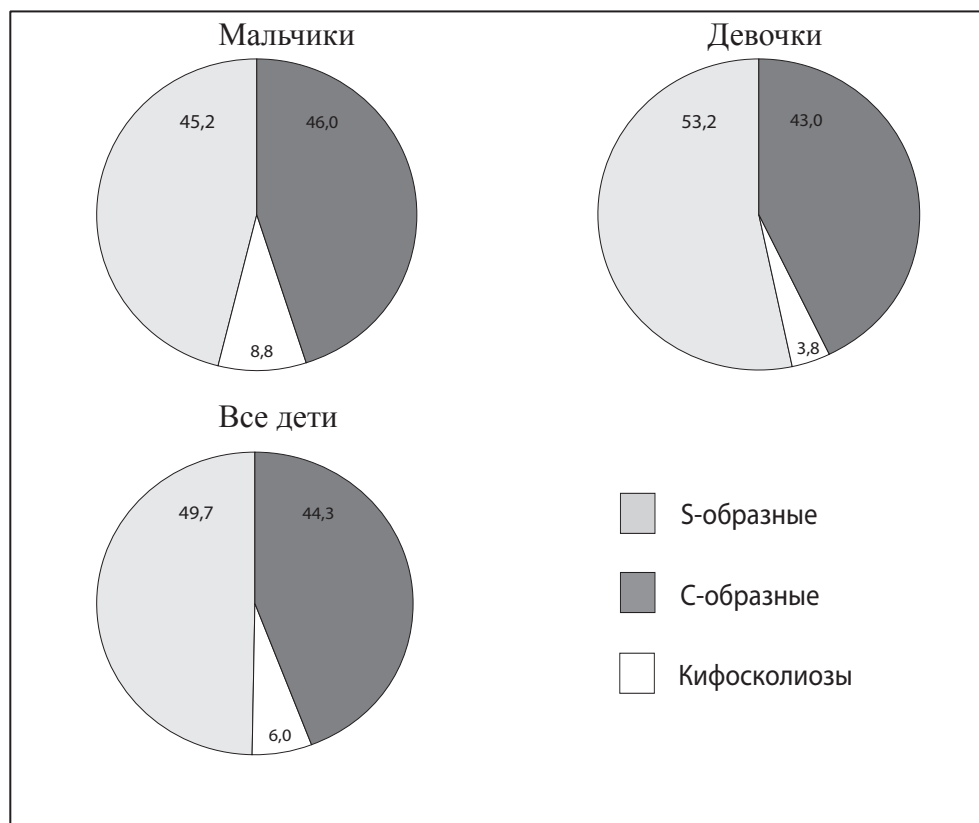 Мальчики
45,2
46,0
8,8
Девочки
53,2
43,0
3,8
Все дети
49,7
44,3
6,0
S-образные
С-образные
Кифосколиозы